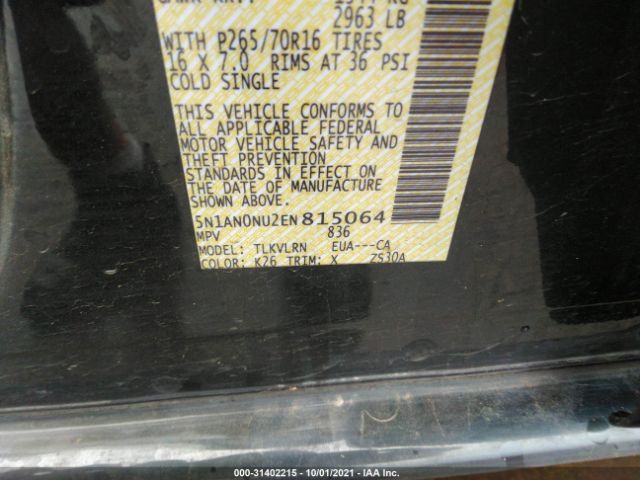 2963 LB
WITH P265/70R16 TIRES
16 X 7.0 RIMS AT 36 PSI
COLD SINGLE
THIS VEHICLE CONFORMS TO
ALL APPLICABLE FEDERAL
MOTOR VEHICLE SAFETY AND
THEFT PREVENTION
STANDARDS IN EFFECT ON
THE DATE OF MANUFACTURE
SHOWN ABOVE.
5N1AN0NU2EN815064
MPV 836
MODEL: TLKVLRN EUA---CA
COLOR: K26 TRIM: X ZS30A
000-31402215 - 10/01/2021 - IAA Inc.